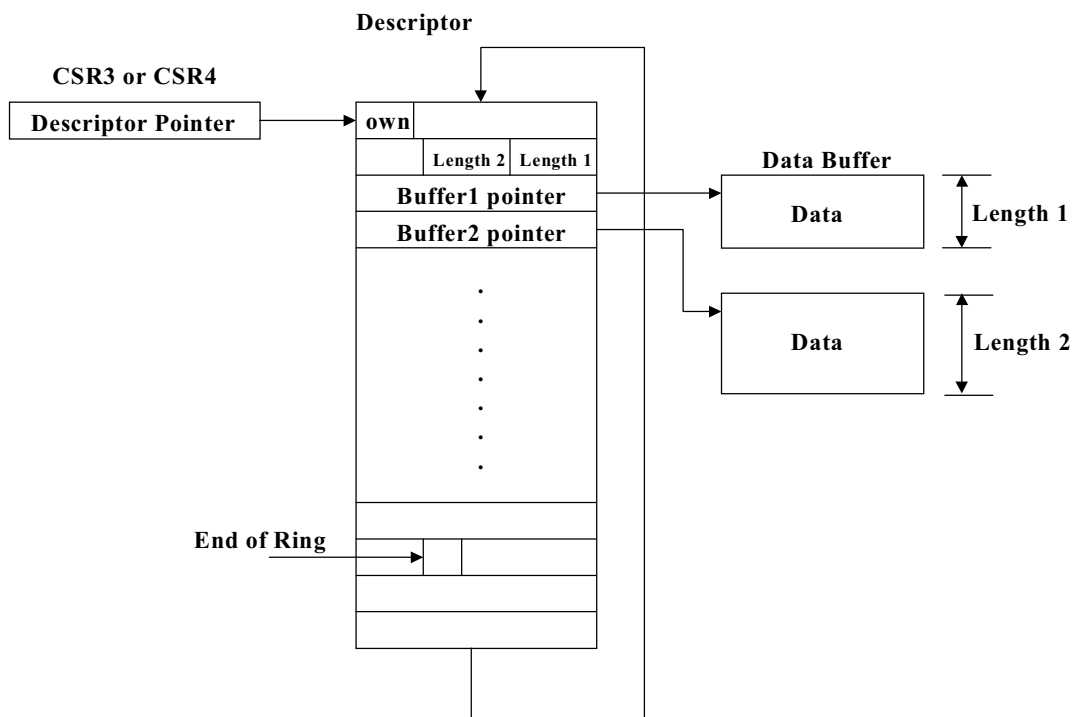 Descriptor
CSR3 or CSR4
Descriptor Pointer
own
Length 2 Length 1
Data Buffer
Buffer1 pointer
Data
Length 1
Buffer2 pointer
Data
Length 2
End of Ring